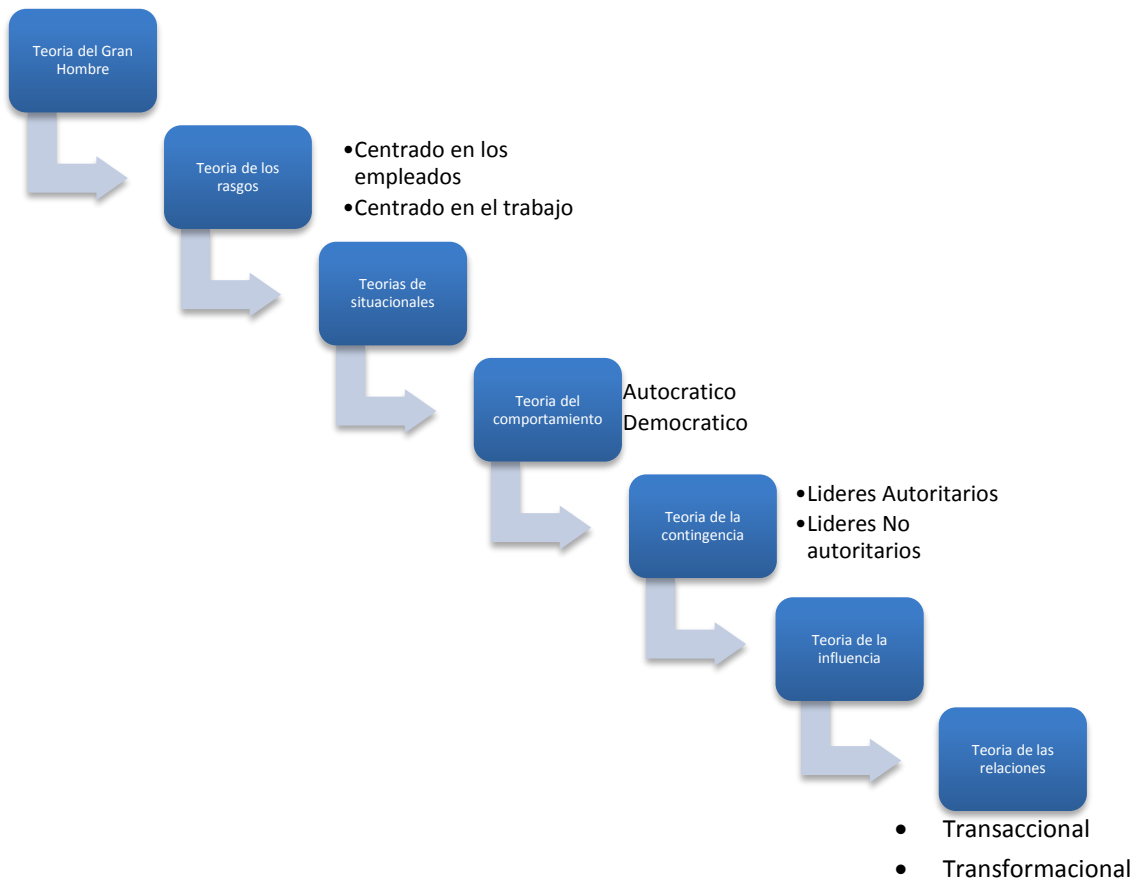 Teoria del Gran
Hombre
Teoria de los
rasgos
•Centrado en los
empleados
•Centrado en el trabajo
Teorias de
situacionales
Teoria del
comportamiento
Autocratico
Democratico
Teoria de la
contingencia
•Lideres Autoritarios
•Lideres No
autoritarios
Teoria de la
influencia
Teoria de las
relaciones
• Transaccional
• Transformacional